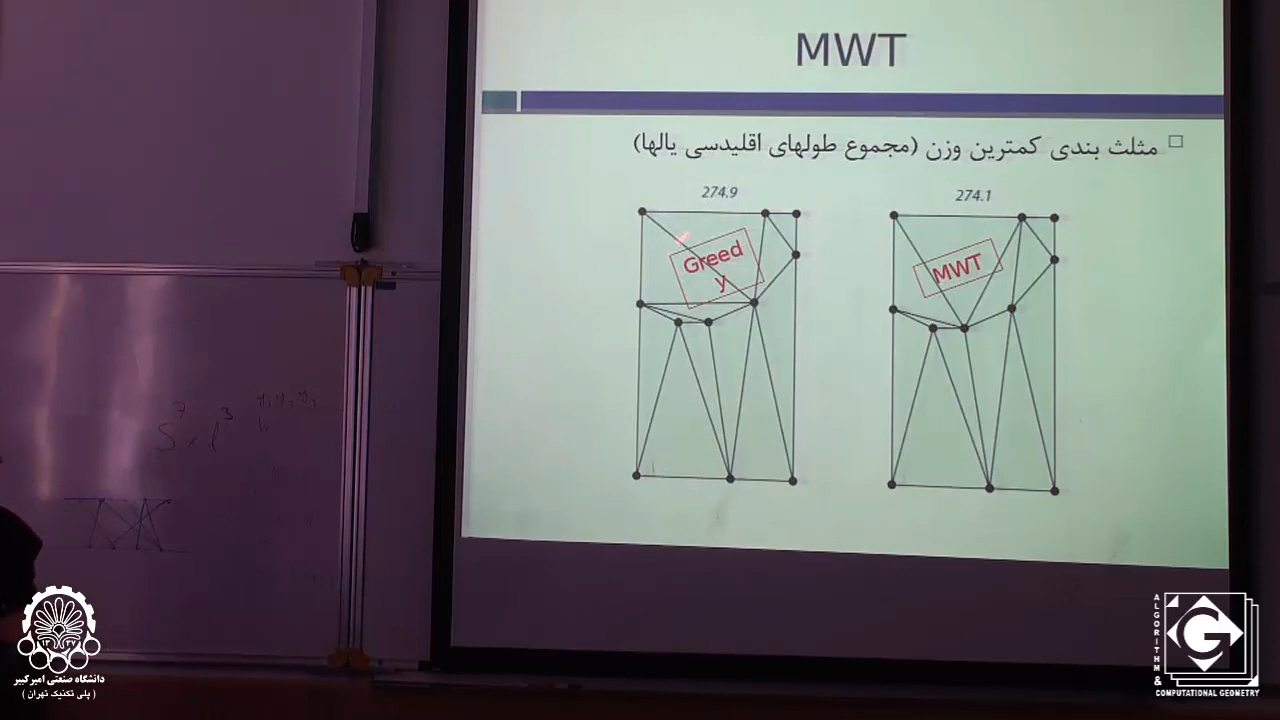 MWT
مثلث بندی کمترین وزن (مجموع طولهای اقلیدسی یالها)
274.9
274.1
Greed
y
MWT
دانشگاه صنعتی امیرکبیر
( پلی تکنیک تهران )
ALGORITHM &
COMPUTATIONAL GEOMETRY
G